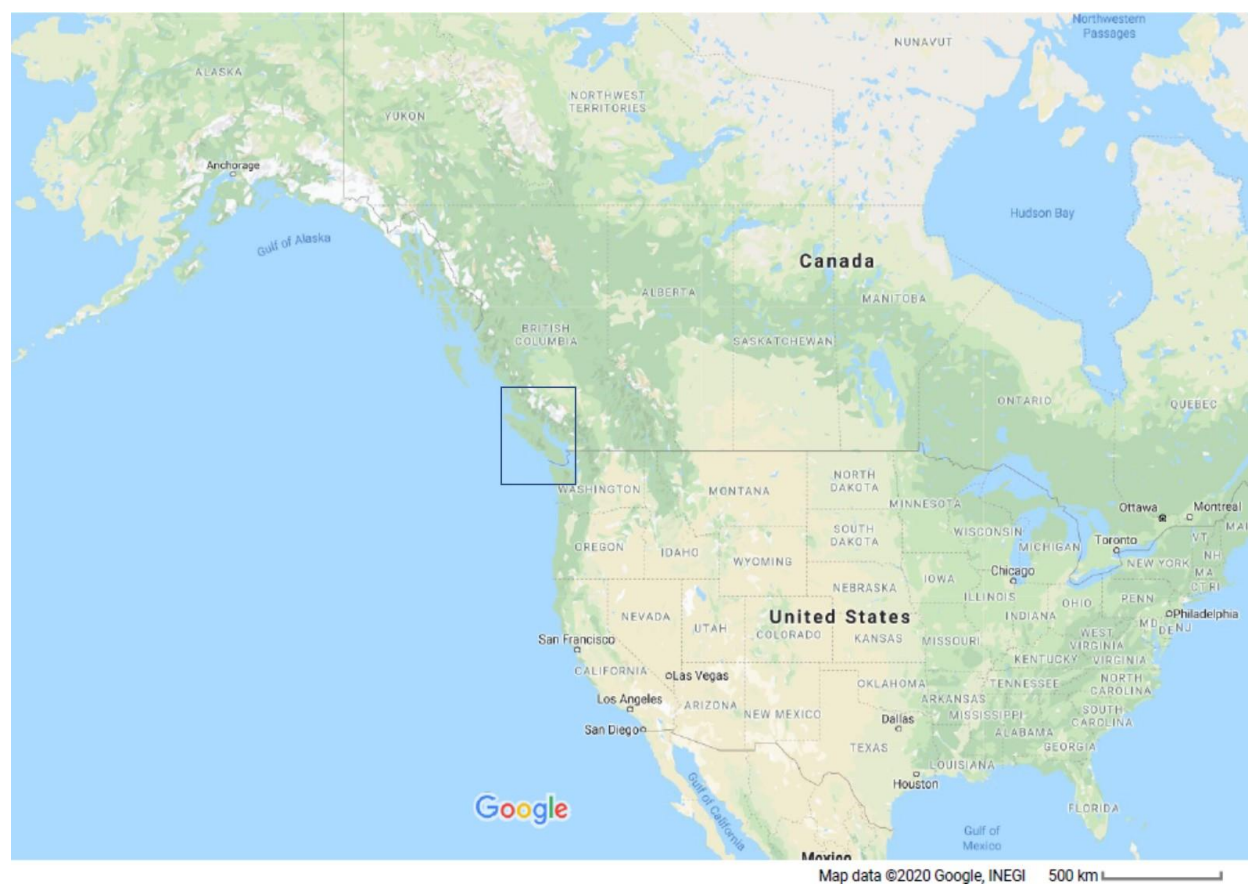 Northwestern
Passages
NUNAVUT
ALASKA
NORTHWEST
TERRITORIES
YUKON
Anchorage
Hudson Bay
Gulf of Alaska
Canada
ALBERTA
MANITOBA
BRITISH
COLUMBIA
SASKATCHEWAN
ONTARIO
QUEBEC
WASHINGTON
MONTANA
NORTH
DAKOTA
MINNESOTA
Ottawa
Montreal
MAI
SOUTH
DAKOTA
WISCONSIN
MICHIGAN
Toronto
VT
NH
OREGON
IDAHO
WYOMING
Chicago
NEW YORK
MA
CT RI
NEBRASKA
IOWA
ILLINOIS
INDIANA
OHIO
PENN
NEVADA
United States
Philadelphia
MD
DE
NJ
UTAH
COLORADO
KANSAS
MISSOURI
WEST
VIRGINIA
San Francisco
KENTUCKY
VIRGINIA
CALIFORNIA
Las Vegas
OKLAHOMA
TENNESSEE
NORTH
CAROLINA
Los Angeles
ARIZONA
NEW MEXICO
ARKANSAS
MISSISSIPPI
SOUTH
CAROLINA
San Diego
Dallas
ALABAMA
GEORGIA
TEXAS
LOUISIANA
Houston
Gulf of California
Google
FLORIDA
Gulf of
Mexico
Mexico
Map data ©2020 Google, INEGI 500 km